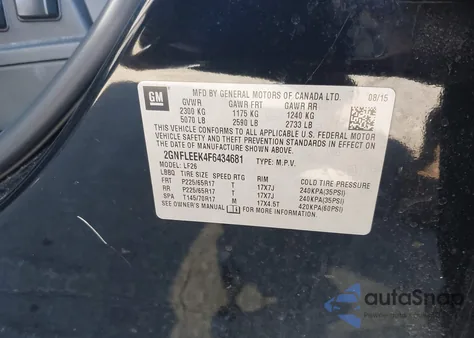 GM
MFD BY GENERAL MOTORS OF CANADA LTD.
08/15
GVWR GAWR FRT GAWR RR
2300 KG 1175 KG 1240 KG
5070 LB 2590 LB 2733 LB
THIS VEHICLE CONFORMS TO ALL APPLICABLE U.S. FEDERAL MOTOR
VEHICLE SAFETY, BUMPER, AND THEFT PREVENTION STANDARDS IN
EFFECT ON THE DATE OF MANUFACTURE SHOWN ABOVE.
2GNFLEEK4F6434681 TYPE: M.P.V.
MODEL: LF26
LBBQ TIRE SIZE SPEED RTG RIM COLD TIRE PRESSURE
FRT P225/65R17 T 17X7J 240KPA(35PSI)
RR P225/65R17 T 17X7J 240KPA(35PSI)
SPA T145/70R17 M 17X4.5T 420KPA(60PSI)
SEE OWNER'S MANUAL FOR MORE INFORMATION.
autoSnap